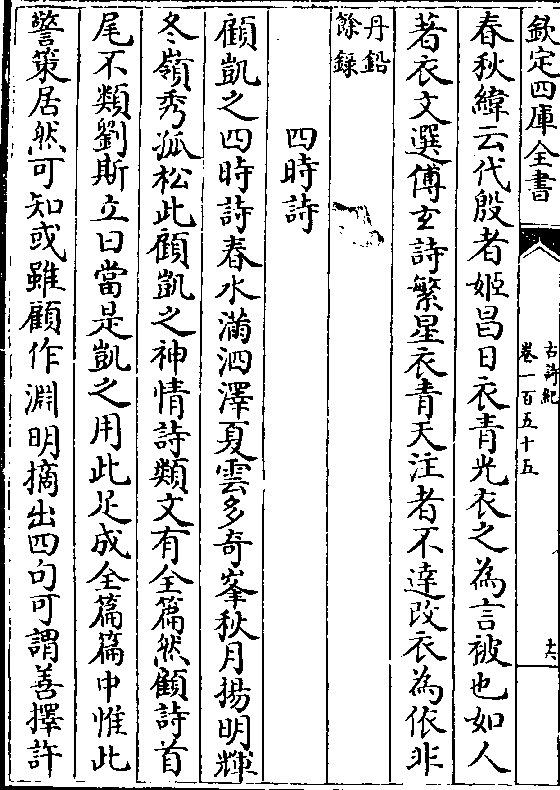 欽定四庫全書
古詩紀
卷一百五十五
十六
春秋緯云代殷者姬昌日衣青光衣之為言被也如人
著衣文選傅玄詩繁星衣青天注者不達改衣為依非
丹鉛
餘錄
四時詩
顧凱之四時詩春水滿泗澤夏雲多奇峯秋月揚明輝
冬嶺秀孤松此顧凱之神情詩類文有全篇然顧詩首
尾不類劉斯立曰當是凱之用此足成全篇篇中惟此
警策居然可知或雖顧作淵明摘出四句可謂善擇許